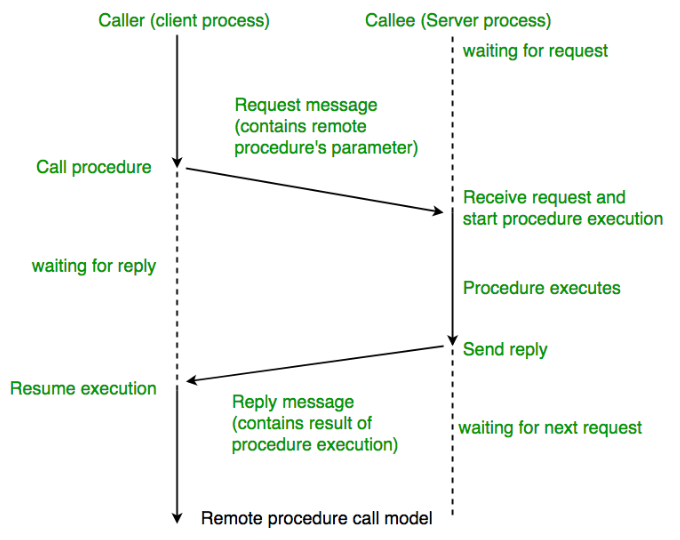 Caller (client process)
Callee (Server process)
waiting for request
Request message
(contains remote
procedure's parameter)
Call procedure
Receive request and
start procedure execution
waiting for reply
Procedure executes
Send reply
Resume execution
Reply message
(contains result of
procedure execution)
waiting for next request
Remote procedure call model